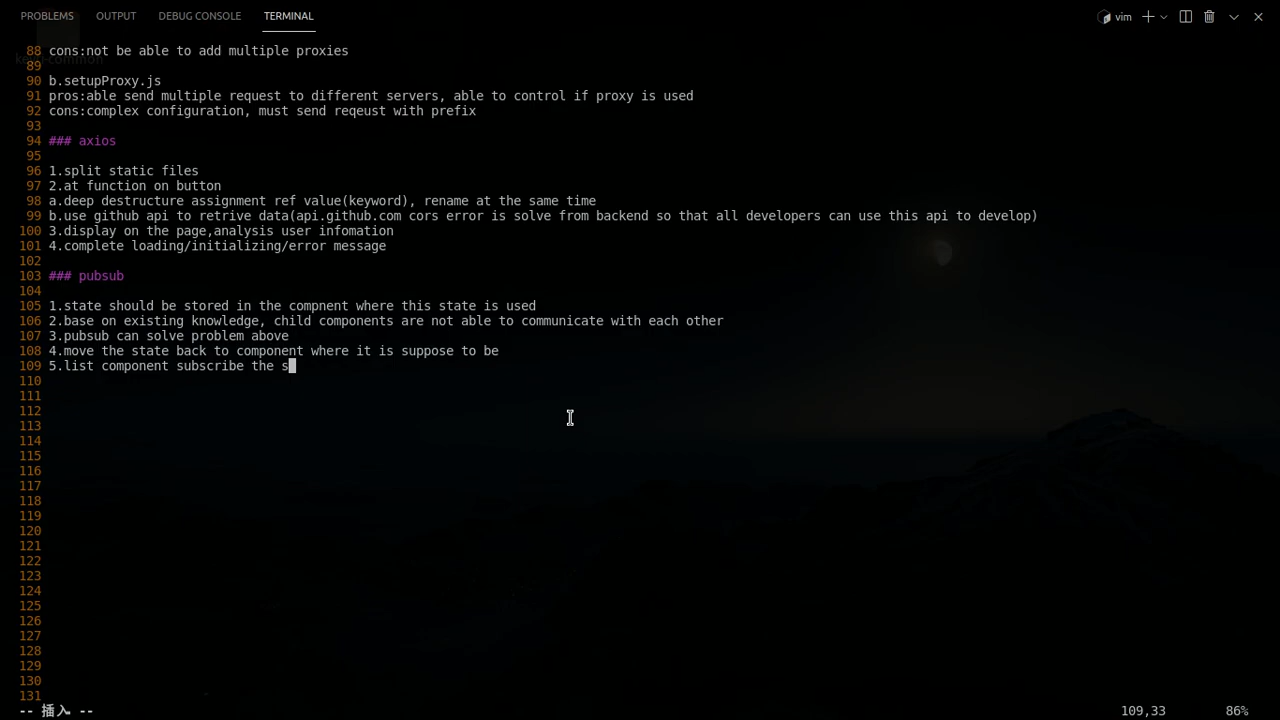 PROBLEMS OUTPUT DEBUG CONSOLE TERMINAL vim
88 cons:not be able to add multiple proxies
89
90 b.setupProxy.js
91 pros:able send multiple request to different servers, able to control if proxy is used
92 cons:complex configuration, must send reqeust with prefix
93
94 ### axios
95
96 1.split static files
97 2.at function on button
98 a.deep destructure assignment ref value(keyword), rename at the same time
99 b.use github api to retrive data(api.github.com cors error is solve from backend so that all developers can use this api to develop)
100 3.display on the page,analysis user infomation
101 4.complete loading/initializing/error message
102
103 ### pubsub
104
105 1.state should be stored in the compnent where this state is used
106 2.base on existing knowledge, child components are not able to communicate with each other
107 3.pubsub can solve problem above
108 4.move the state back to component where it is suppose to be
109 5.list component subscribe the s
110
111
112
113
114
115
116
117
118
119
120
121
122
123
124
125
126
127
128
129
130
131
-- 插入 -- 109,33 86%